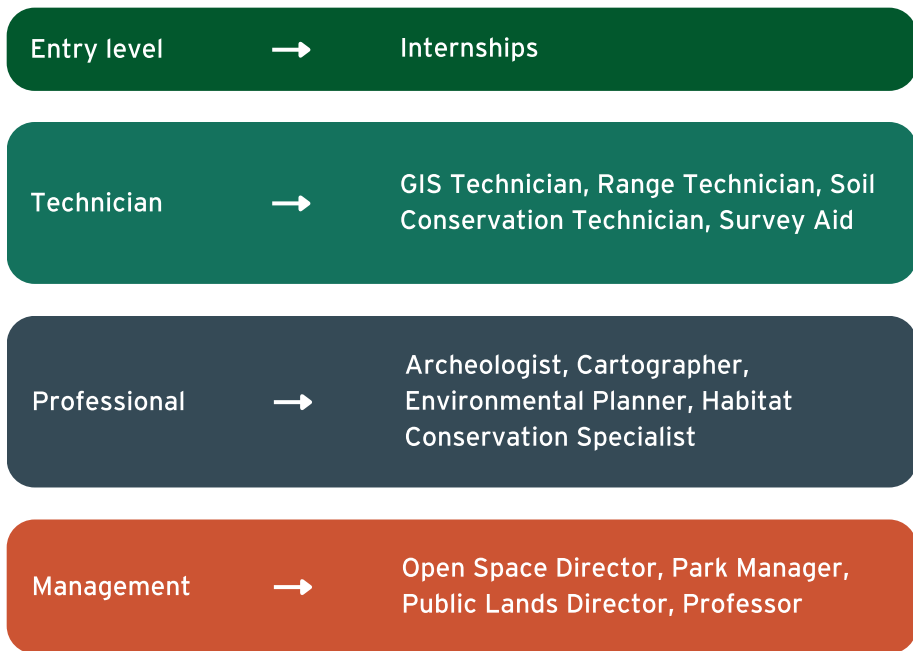 Entry level → Internships
Technician → GIS Technician, Range Technician, Soil
Conservation Technician, Survey Aid
Professional → Archeologist, Cartographer,
Environmental Planner, Habitat
Conservation Specialist
Management → Open Space Director, Park Manager,
Public Lands Director, Professor